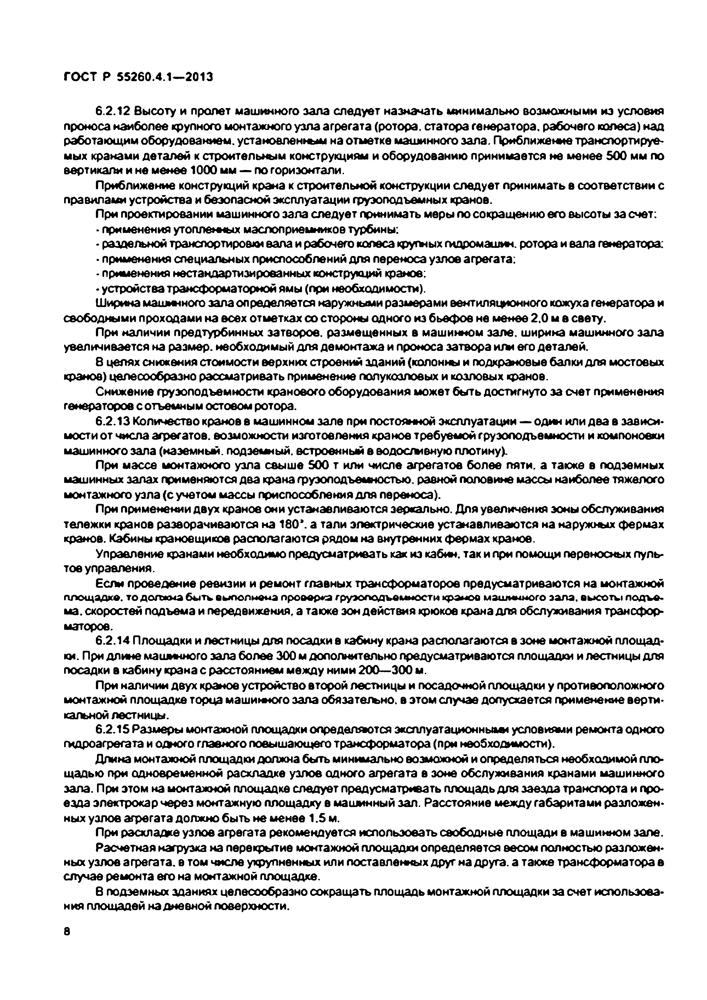 ГОСТ Р 55260.4.1—2013
6.2.12 Высоту и пролет машинного зала следует назначать минимально возможными из условия
проноса наиболее крупного монтажного узла агрегата (ротора, статора генератора, рабочего колеса) над
работающим оборудованием, установленным на отметке машинного зала. Приближение транспортируе-
мых кранами деталей к строительным конструкциям и оборудованию принимается не менее 500 мм по
вертикали и не менее 1000 мм — по горизонтали.
Приближение конструкций крана к строительной конструкции следует принимать в соответствии с
правилами устройства и безопасной эксплуатации грузоподъемных кранов.
При проектировании машинного зала следует принимать меры по сокращению его высоты за счет:
- применения утопленных маслоприемников турбины;
- раздельной транспортировки вала и рабочего колеса крупных гидромашин, ротора и вала генератора;
- применения специальных приспособлений для переноса узлов агрегата;
- применения нестандартизированных конструкций кранов;
- устройства трансформаторной ямы (при необходимости).
Ширина машинного зала определяется наружными размерами вентиляционного кожуха генератора и
свободными проходами на всех отметках со стороны одного из бьефов не менее 2,0 м в свету.
При наличии предтурбинных затворов, размещенных в машинном зале, ширина машинного зала
увеличивается на размер, необходимый для демонтажа и проноса затвора или его деталей.
В целях снижения стоимости верхних строений зданий (колонны и подкрановые балки для мостовых
кранов) целесообразно рассматривать применение полукозловых и козловых кранов.
Снижение грузоподъемности кранового оборудования может быть достигнуто за счет применения
генераторов с отъемным остовом ротора.
6.2.13 Количество кранов в машинном зале при постоянной эксплуатации — один или два в зависи-
мости от числа агрегатов, возможности изготовления кранов требуемой грузоподъемности и компоновки
машинного зала (наземный, подземный, встроенный в водосливную плотину).
При массе монтажного узла свыше 500 т или числе агрегатов более пяти, а также в подземных
машинных залах применяются два крана грузоподъемностью, равной половине массы наиболее тяжелого
монтажного узла (с учетом массы приспособления для переноса).
При применении двух кранов они устанавливаются зеркально. Для увеличения зоны обслуживания
тележки кранов разворачиваются на 180°, а тали электрические устанавливаются на наружных фермах
кранов. Кабины крановщиков располагаются рядом на внутренних фермах кранов.
Управление кранами необходимо предусматривать как из кабин, так и при помощи переносных пуль-
тов управления.
Если проведение ревизии и ремонт главных трансформаторов предусматриваются на монтажной
площадке, то должна быть выполнена проверка грузоподъемности кранов машинного зала, высоты подъе-
ма, скоростей подъема и передвижения, а также зон действия крюков крана для обслуживания трансфор-
маторов.
6.2.14 Площадки и лестницы для посадки в кабину крана располагаются в зоне монтажной площад-
ки. При длине машинного зала более 300 м дополнительно предусматриваются площадки и лестницы для
посадки в кабину крана с расстоянием между ними 200—300 м.
При наличии двух кранов устройство второй лестницы и посадочной площадки у противоположного
монтажной площадке торца машинного зала обязательно, в этом случае допускается применение верти-
кальной лестницы.
6.2.15 Размеры монтажной площадки определяются эксплуатационными условиями ремонта одного
гидроагрегата и одного главного повышающего трансформатора (при необходимости).
Длина монтажной площадки должна быть минимально возможной и определяться необходимой пло-
щадью при одновременной раскладке узлов одного агрегата в зоне обслуживания кранами машинного
зала. При этом на монтажной площадке следует предусматривать площадь для заезда транспорта и про-
езда электрокар через монтажную площадку в машинный зал. Расстояние между габаритами разложен-
ных узлов агрегата должно быть не менее 1,5 м.
При раскладке узлов агрегата рекомендуется использовать свободные площади в машинном зале.
Расчетная нагрузка на перекрытие монтажной площадки определяется весом полностью разложен-
ных узлов агрегата, в том числе укрупненных или поставленных друг на друга, а также трансформатора в
случае ремонта его на монтажной площадке.
В подземных зданиях целесообразно сокращать площадь монтажной площадки за счет использова-
ния площадей на дневной поверхности.
8